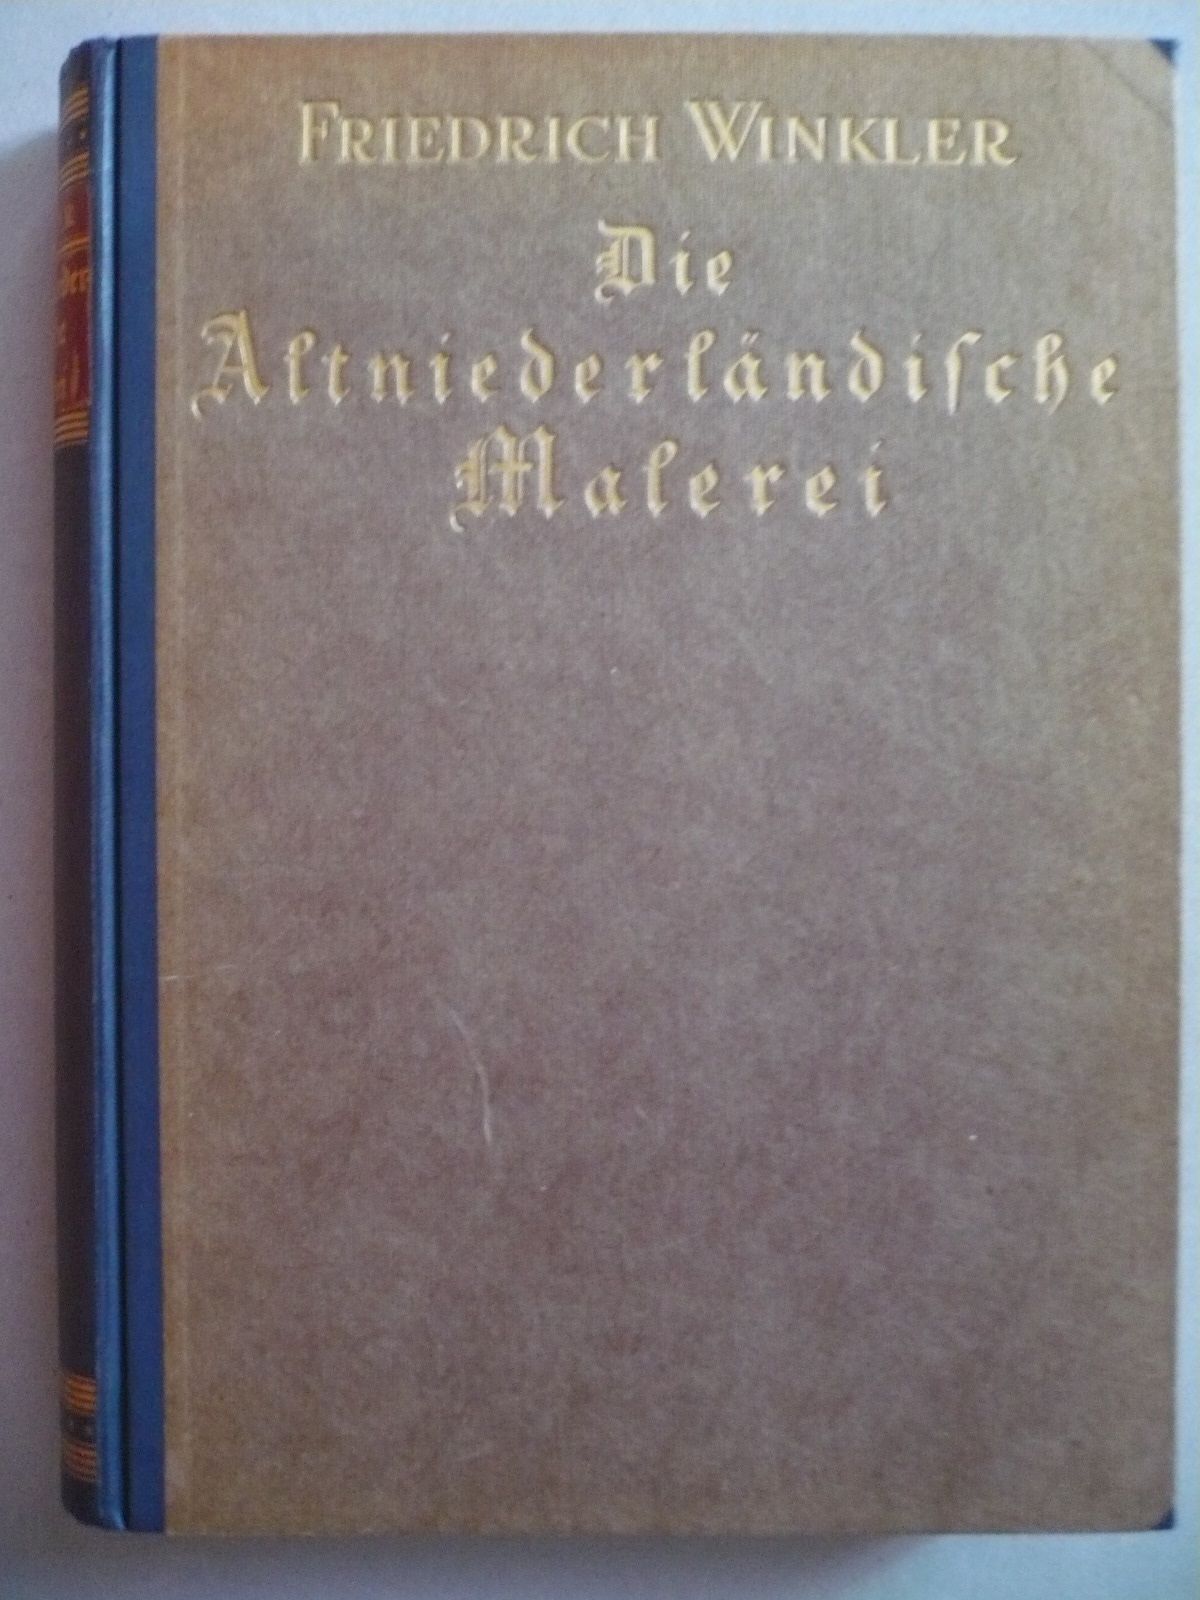 FRIEDRICH WINKLER
Die
Altniederländiſche
Malerei